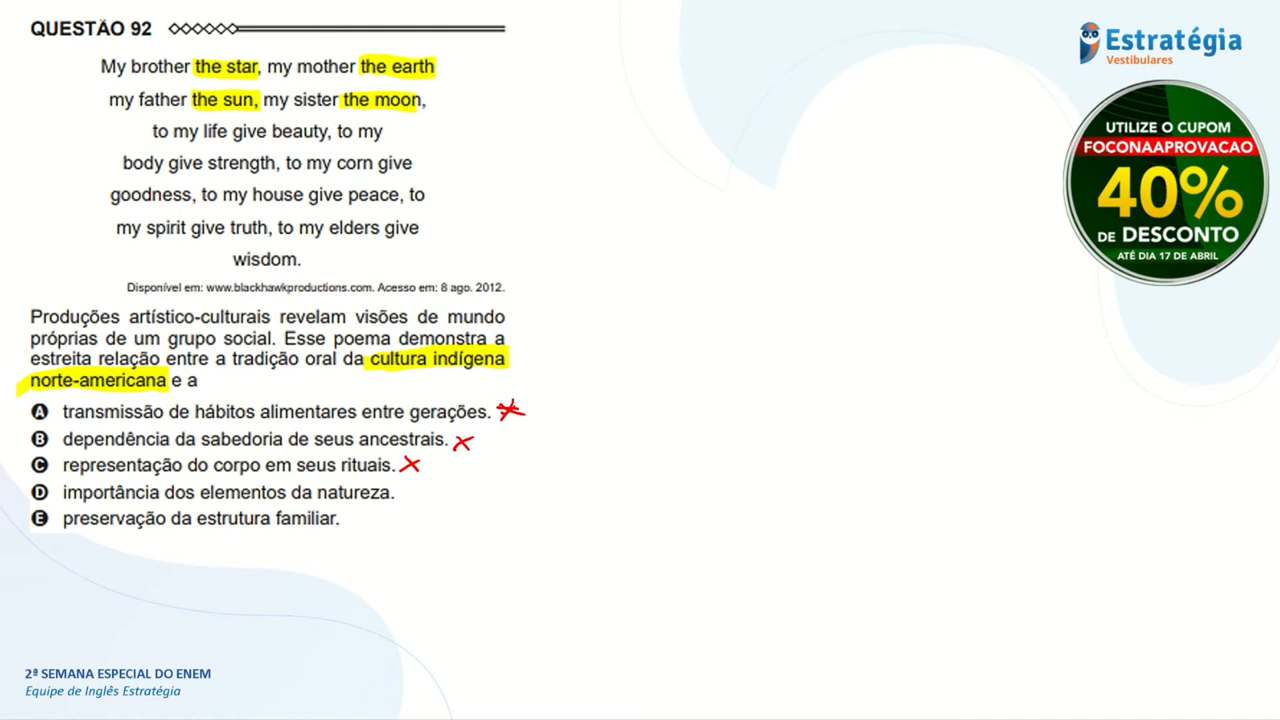 QUESTÃO 92
My brother the star, my mother the earth
my father the sun, my sister the moon,
to my life give beauty, to my
body give strength, to my corn give
goodness, to my house give peace, to
my spirit give truth, to my elders give
wisdom.
Disponível em: www.blackhawkproductions.com. Acesso em: 8 ago. 2012.
Produções artístico-culturais revelam visões de mundo
próprias de um grupo social. Esse poema demonstra a
estreita relação entre a tradição oral da cultura indígena
norte-americana e a
A transmissão de hábitos alimentares entre gerações.
B dependência da sabedoria de seus ancestrais.
C representação do corpo em seus rituais.
D importância dos elementos da natureza.
E preservação da estrutura familiar.
Estratégia
Vestibulares
UTILIZE O CUPOM
FOCONAAPROVACAO
40%
DE DESCONTO
ATÉ DIA 17 DE ABRIL
2ª SEMANA ESPECIAL DO ENEM
Equipe de Inglês Estratégia